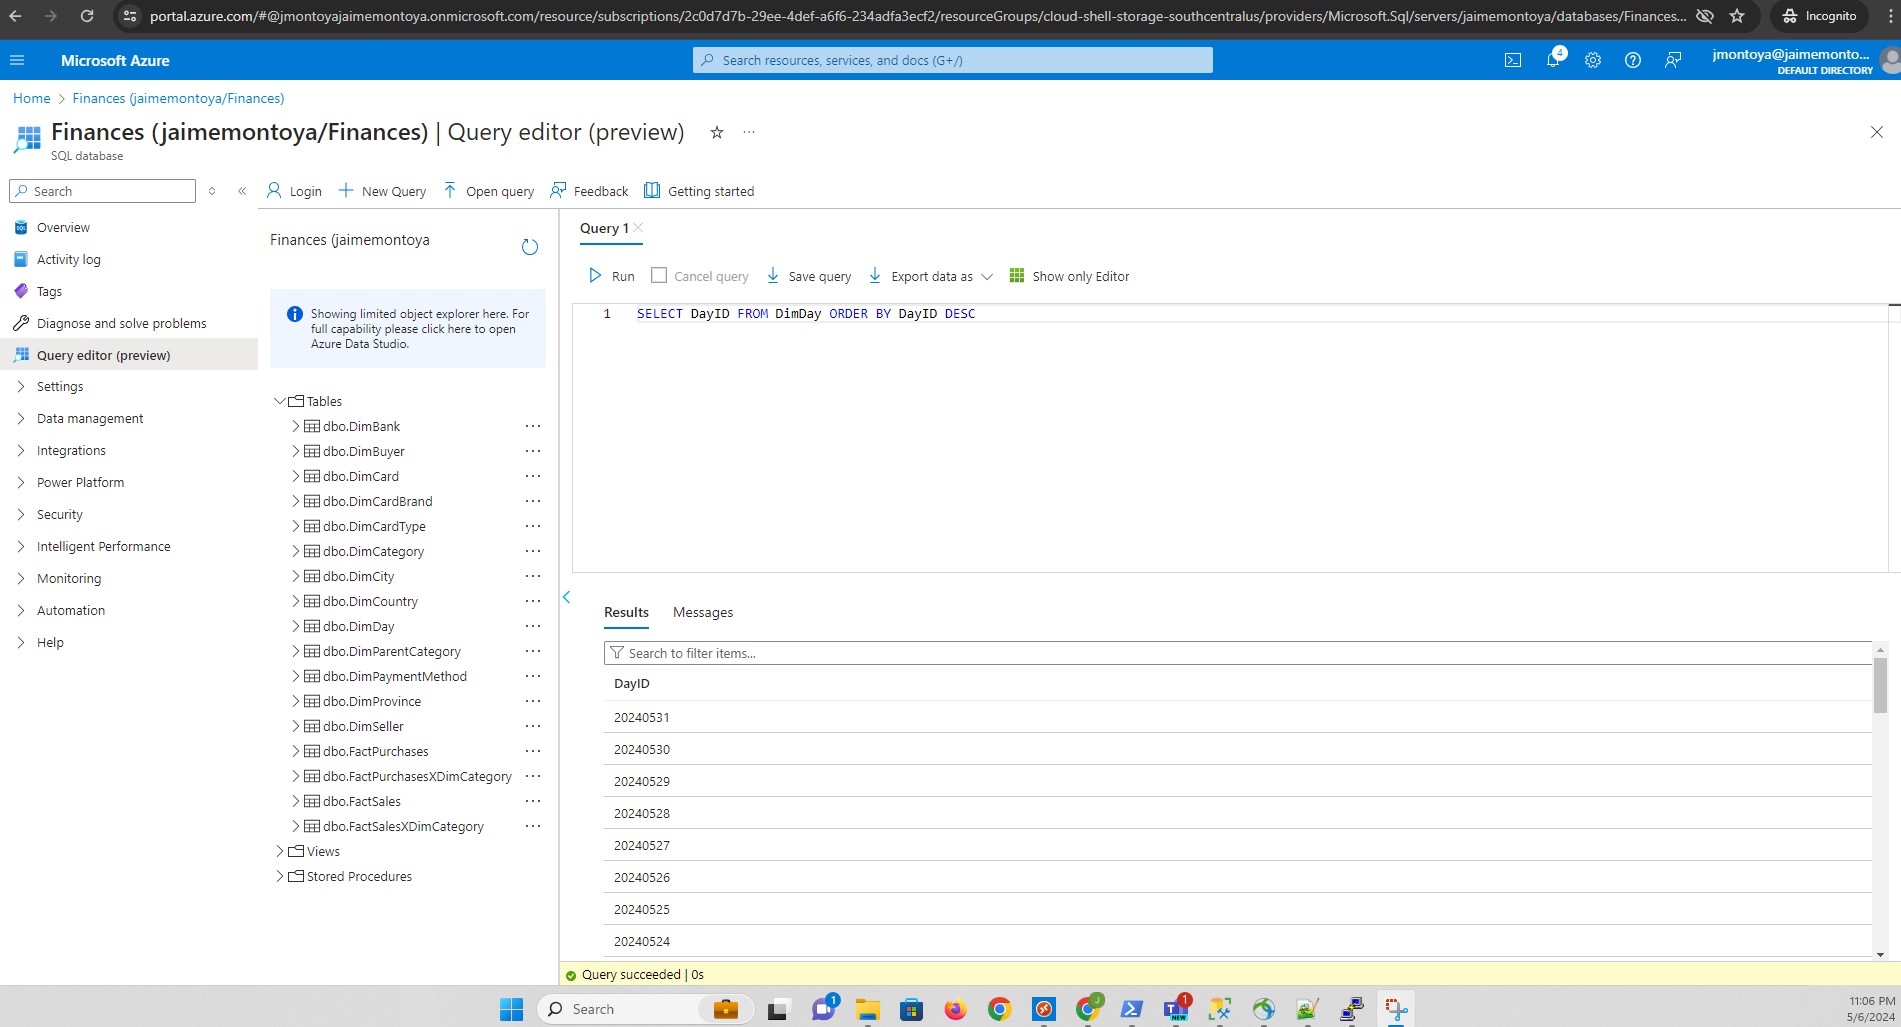 portal.azure.com/#@jmontoyajaimemontoya.onmicrosoft.com/resource/subscriptions/2c0d7d7b-29ee-4def-a6f6-234adfa3ecf2/resourceGroups/cloud-shell-storage-southcentralus/providers/Microsoft.Sql/servers/jaimemontoya/databases/Finances... Incognito
Microsoft Azure
Search resources, services, and docs (G+/)
4
jmontoya@jaimemonto...
DEFAULT DIRECTORY
Home > Finances (jaimemontoya/Finances)
Finances (jaimemontoya/Finances) | Query editor (preview)
SQL database
Search
Login New Query Open query Feedback Getting started
Overview
Activity log
Tags
Diagnose and solve problems
Query editor (preview)
Settings
Data management
Integrations
Power Platform
Security
Intelligent Performance
Monitoring
Automation
Help
Finances (jaimemontoya
Showing limited object explorer here. For
full capability please click here to open
Azure Data Studio.
Tables
dbo.DimBank
dbo.DimBuyer
dbo.DimCard
dbo.DimCardBrand
dbo.DimCardType
dbo.DimCategory
dbo.DimCity
dbo.DimCountry
dbo.DimDay
dbo.DimParentCategory
dbo.DimPaymentMethod
dbo.DimProvince
dbo.DimSeller
dbo.FactPurchases
dbo.FactPurchasesXDimCategory
dbo.FactSales
dbo.FactSalesXDimCategory
Views
Stored Procedures
Query 1
Run Cancel query Save query Export data as Show only Editor
1 SELECT DayID FROM DimDay ORDER BY DayID DESC
Results Messages
Search to filter items...
DayID
20240531
20240530
20240529
20240528
20240527
20240526
20240525
20240524
Query succeeded | 0s
Search
1
1
NEW
11:06 PM
5/6/2024